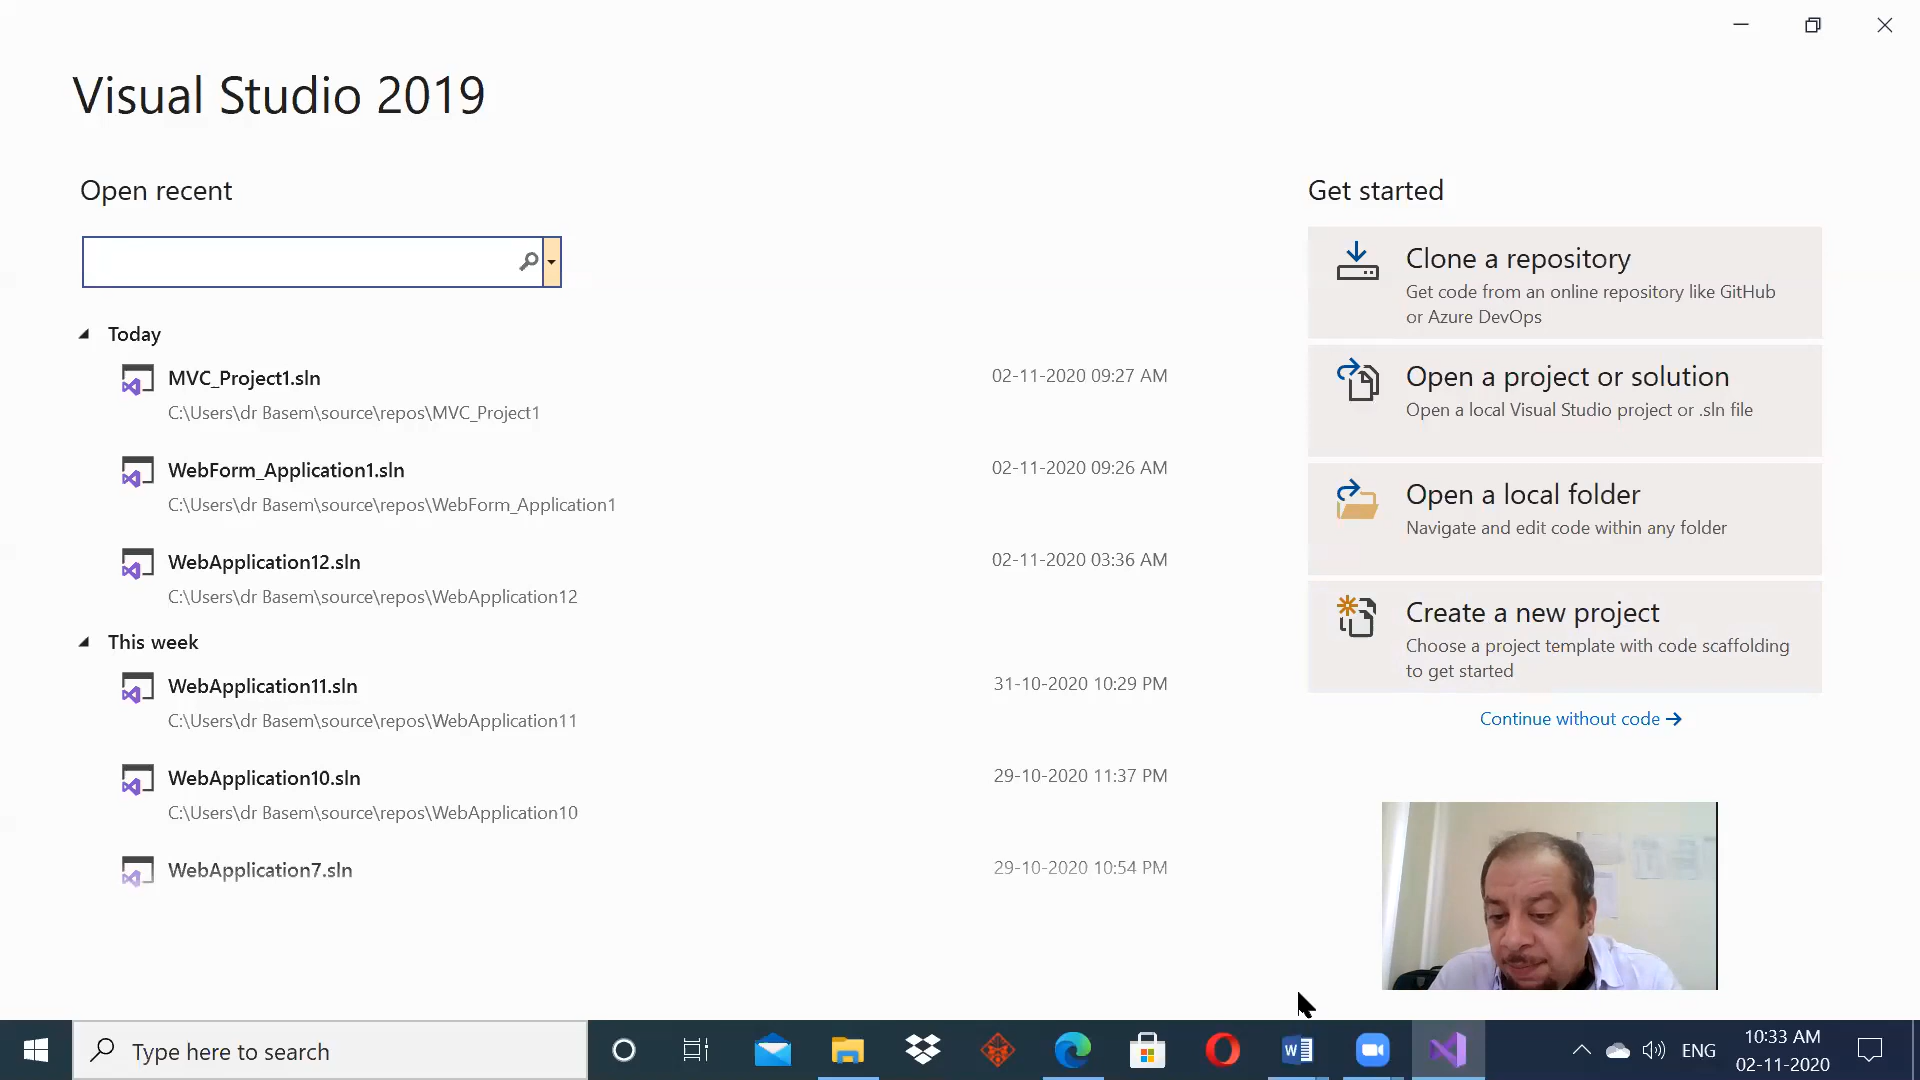 Visual Studio 2019
Open recent
Today
MVC_Project1.sln
02-11-2020 09:27 AM
C:\Users\dr Basem\source\repos\MVC_Project1
WebForm_Application1.sln
02-11-2020 09:26 AM
C:\Users\dr Basem\source\repos\WebForm_Application1
WebApplication12.sln
02-11-2020 03:36 AM
C:\Users\dr Basem\source\repos\WebApplication12
This week
WebApplication11.sln
31-10-2020 10:29 PM
C:\Users\dr Basem\source\repos\WebApplication11
WebApplication10.sln
29-10-2020 11:37 PM
C:\Users\dr Basem\source\repos\WebApplication10
WebApplication7.sln
29-10-2020 10:54 PM
Get started
Clone a repository
Get code from an online repository like GitHub
or Azure DevOps
Open a project or solution
Open a local Visual Studio project or .sln file
Open a local folder
Navigate and edit code within any folder
Create a new project
Choose a project template with code scaffolding
to get started
Continue without code →
Type here to search
ENG
10:33 AM
02-11-2020